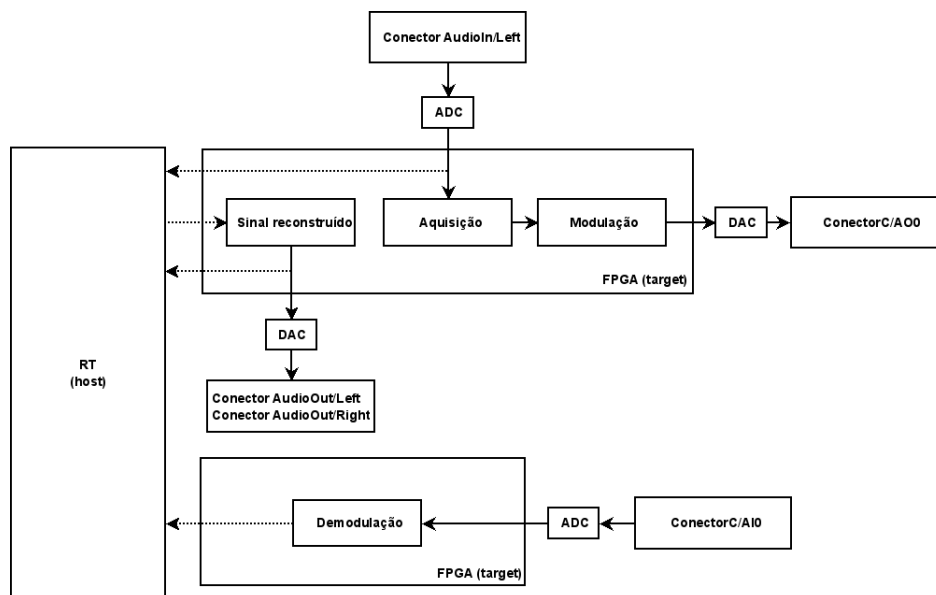 Conector AudioIn/Left
ADC
Sinal reconstruído
Aquisição
Modulação
DAC
ConectorC/AO0
FPGA (target)
DAC
RT
(host)
Conector AudioOut/Left
Conector AudioOut/Right
Demodulação
ADC
ConectorC/AI0
FPGA (target)